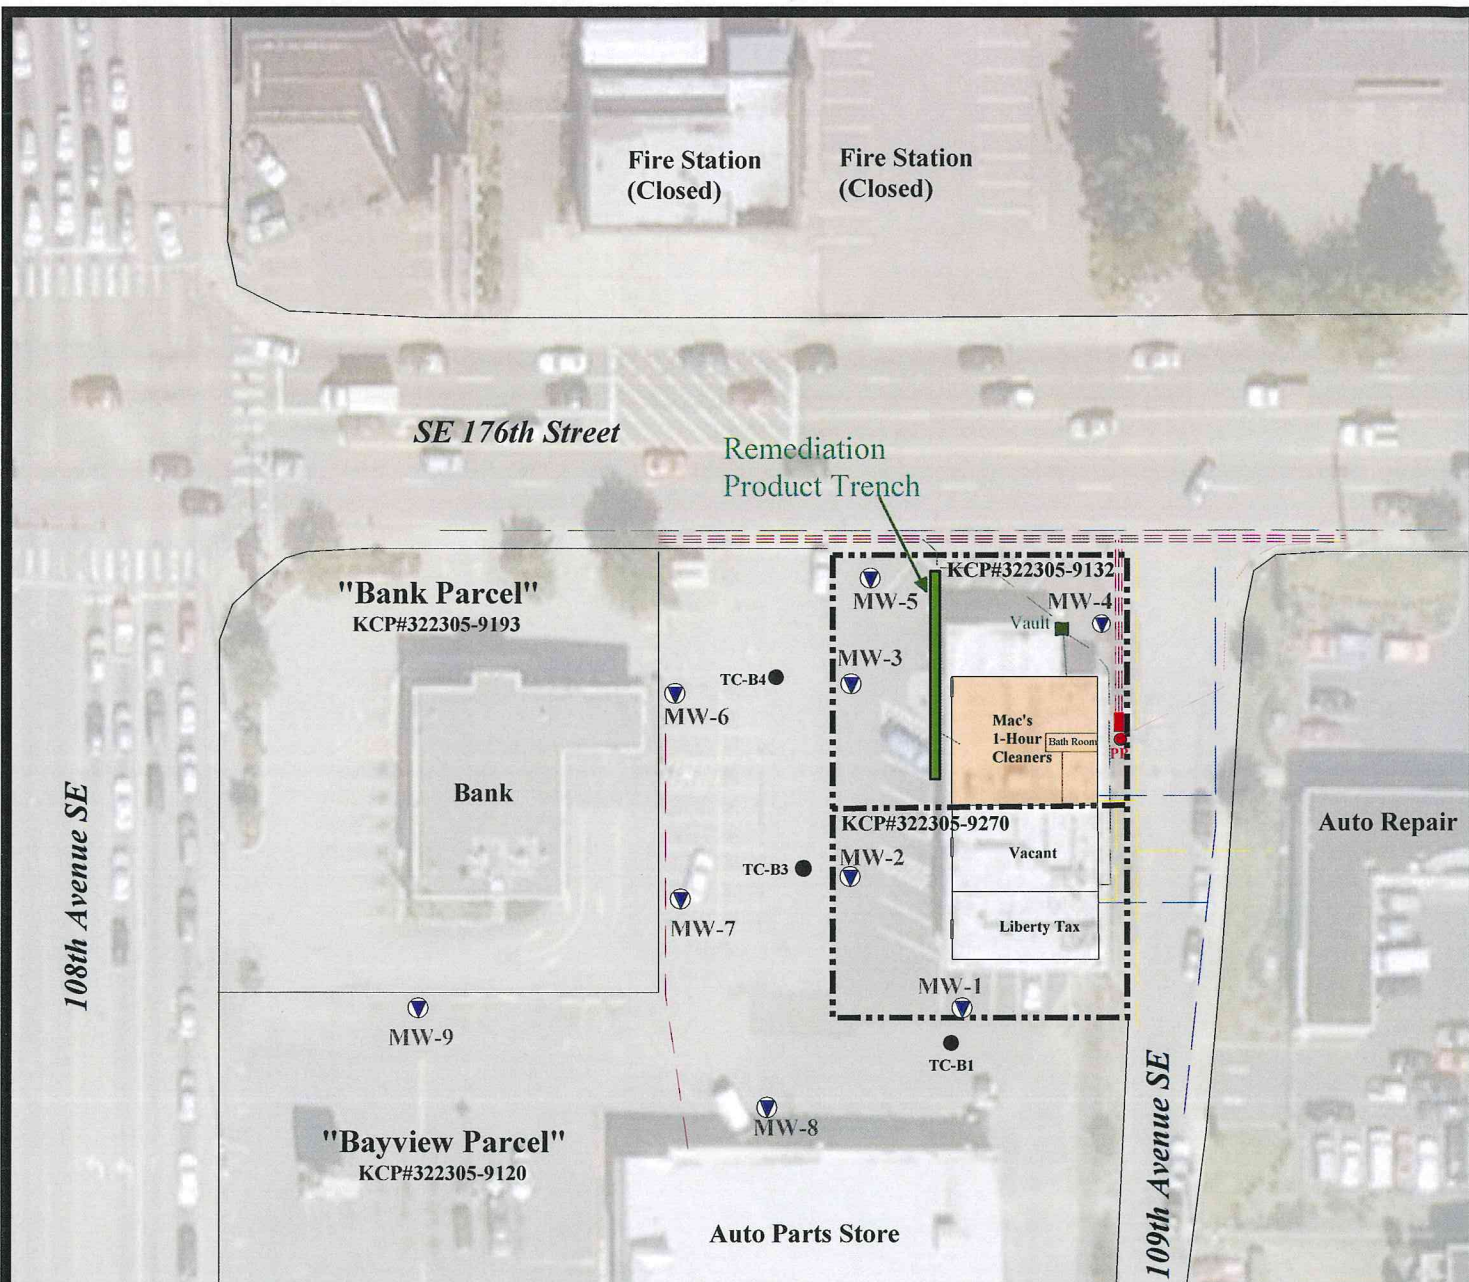 Fire Station
(Closed)
Fire Station
(Closed)
SE 176th Street
Remediation
Product Trench
"Bank Parcel"
KCP#322305-9193
KCP#322305-9132
MW-5
MW-4
Vault
MW-3
TC-B4
MW-6
Mac's
1-Hour
Cleaners
Bath Room
PP
Bank
KCP#322305-9270
Auto Repair
Vacant
MW-2
TC-B3
MW-7
Liberty Tax
108th Avenue SE
MW-1
MW-9
TC-B1
109th Avenue SE
MW-8
"Bayview Parcel"
KCP#322305-9120
Auto Parts Store